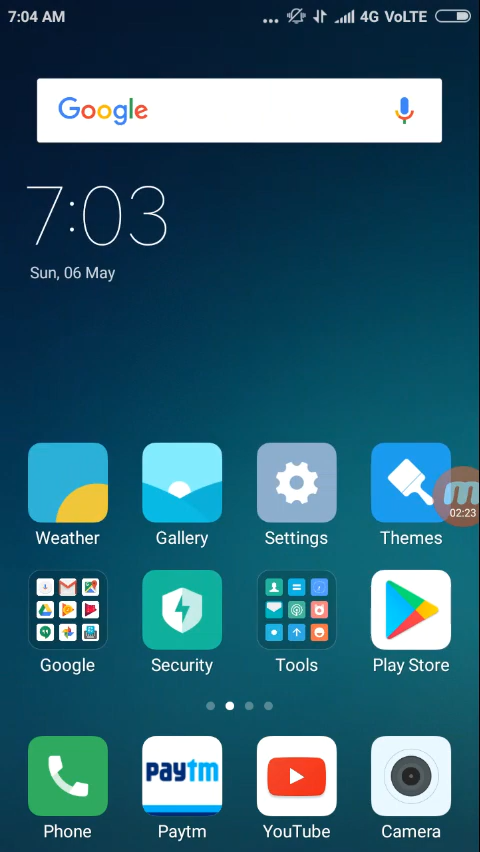 7:04 AM ... 4G VoLTE
Google
7:03
Sun, 06 May
Weather Gallery Settings Themes
02:23
Google Security Tools Play Store
paytm
Phone Paytm YouTube Camera